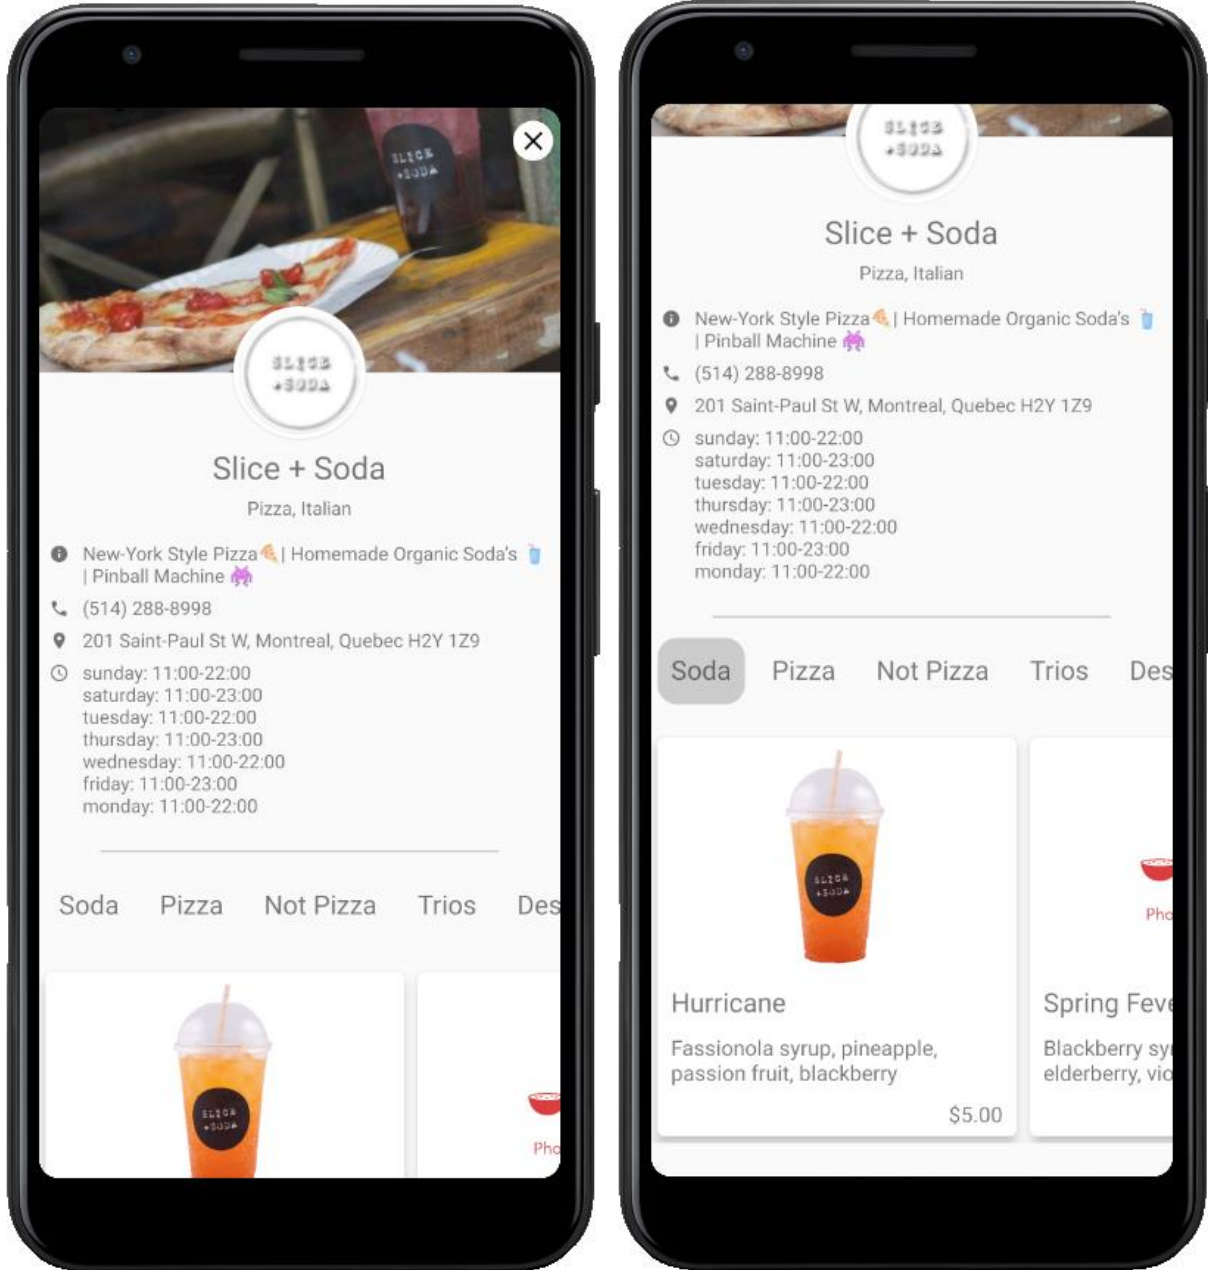 SLICE
+SODA
SLICE
+SODA
Slice + Soda
Pizza, Italian
New-York Style Pizza🍕| Homemade Organic Soda's 🥤
| Pinball Machine 👾
(514) 288-8998
201 Saint-Paul St W, Montreal, Quebec H2Y 1Z9
sunday: 11:00-22:00
saturday: 11:00-23:00
tuesday: 11:00-22:00
thursday: 11:00-23:00
wednesday: 11:00-22:00
friday: 11:00-23:00
monday: 11:00-22:00
Soda Pizza Not Pizza Trios Des
SLICE
+SODA
Pho
SLICE
+SODA
Slice + Soda
Pizza, Italian
New-York Style Pizza🍕| Homemade Organic Soda's 🥤
| Pinball Machine 👾
(514) 288-8998
201 Saint-Paul St W, Montreal, Quebec H2Y 1Z9
sunday: 11:00-22:00
saturday: 11:00-23:00
tuesday: 11:00-22:00
thursday: 11:00-23:00
wednesday: 11:00-22:00
friday: 11:00-23:00
monday: 11:00-22:00
Soda Pizza Not Pizza Trios Des
SLICE
+SODA
Hurricane
Fassionola syrup, pineapple,
passion fruit, blackberry
$5.00
Pho
Spring Feve
Blackberry syr
elderberry, vio